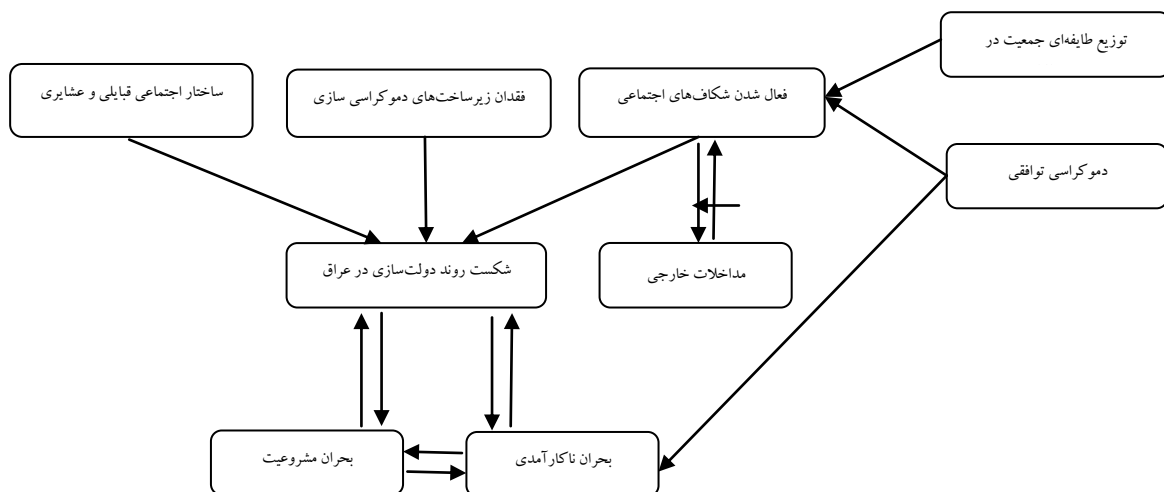 توزیع طایفه‌ای جمعیت در
ساختار اجتماعی قبایلی و عشایری
فقدان زیرساخت‌های دموکراسی سازی
فعال شدن شکاف‌های اجتماعی
دموکراسی توافقی
شکست روند دولت‌سازی در عراق
مداخلات خارجی
بحران مشروعیت
بحران ناکارآمدی